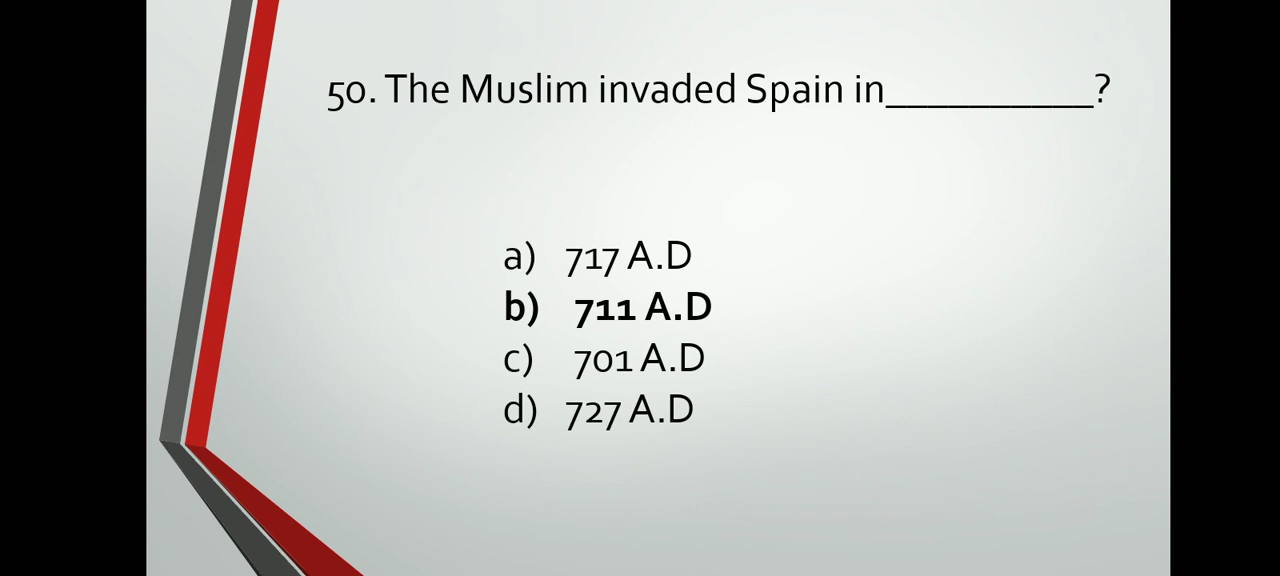 50. The Muslim invaded Spain in__________?
a) 717 A.D
b) 711 A.D
c) 701 A.D
d) 727 A.D